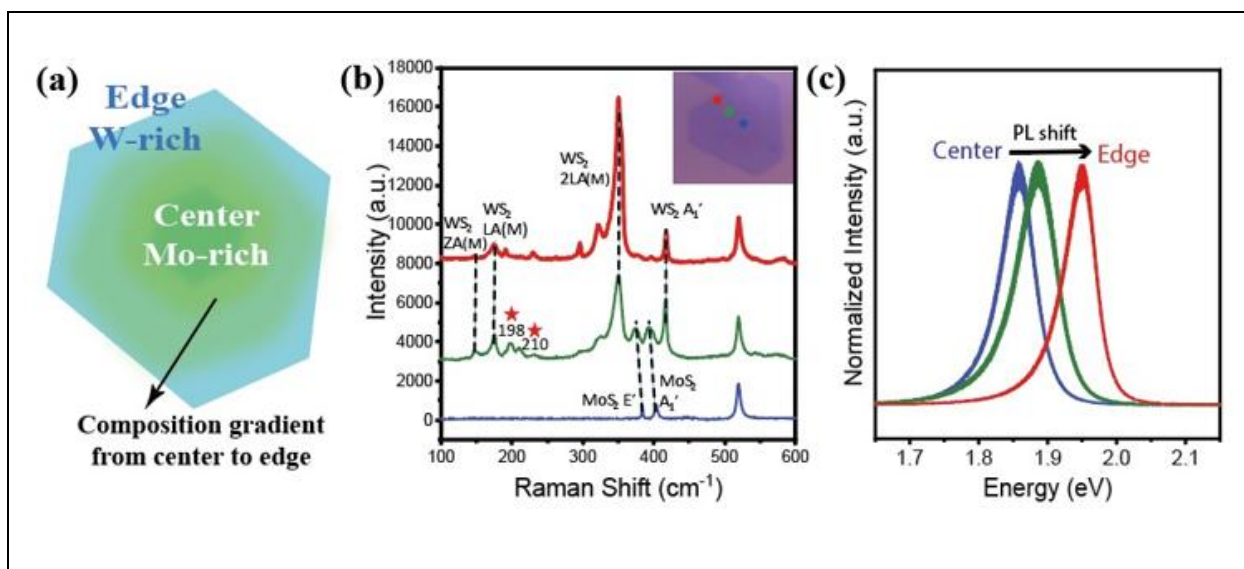 (a)
Edge
W-rich
Center
Mo-rich
Composition gradient
from center to edge
(b)
Intensity (a.u.)
18000
16000
14000
12000
10000
8000
6000
4000
2000
0
WS₂
ZA(M)
WS₂
LA(M)
WS₂
2LA(M)
WS₂ A₁′
★
198
★
210
MoS₂ E′
MoS₂
A₁′
100 200 300 400 500 600
Raman Shift (cm⁻¹)
(c)
Normalized Intensity (a.u.)
PL shift
Center
Edge
1.7 1.8 1.9 2.0 2.1
Energy (eV)